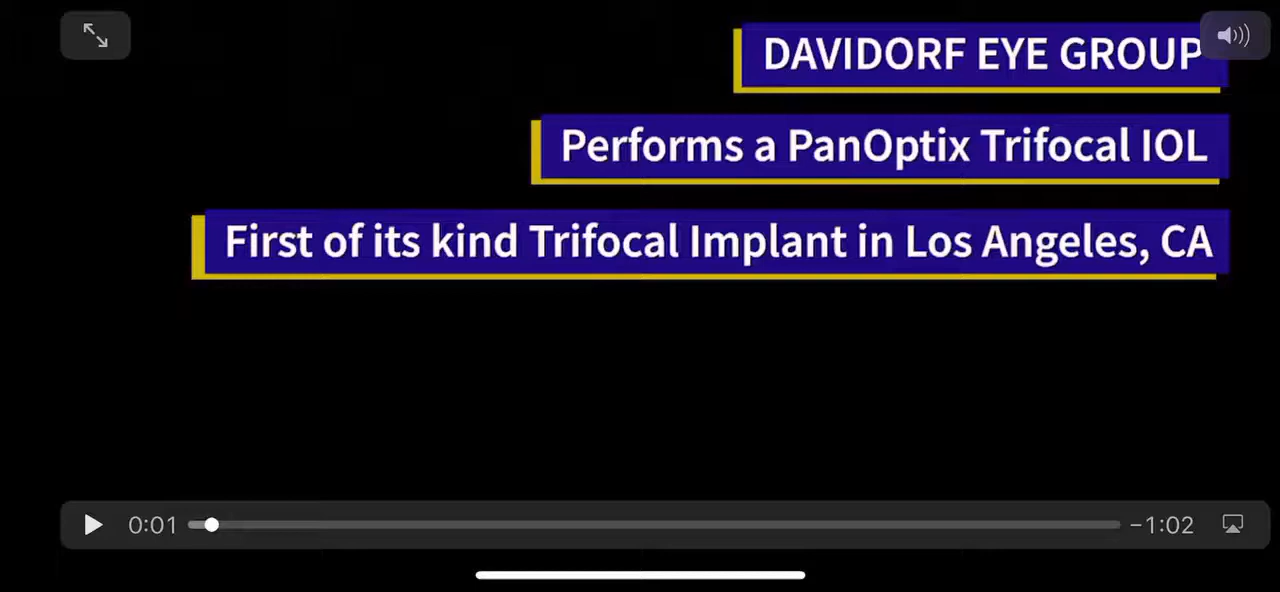 DAVIDORF EYE GROUP
Performs a PanOptix Trifocal IOL
First of its kind Trifocal Implant in Los Angeles, CA
0:01
−1:02